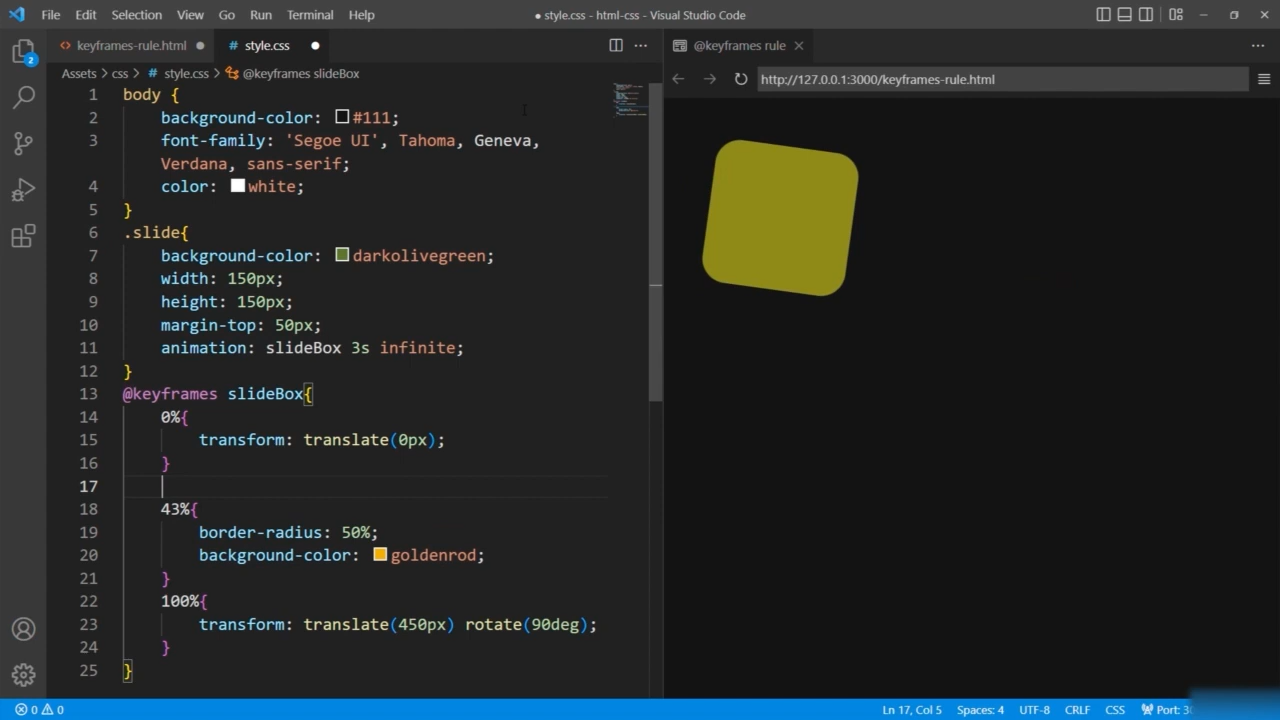 File Edit Selection View Go Run Terminal Help
● style.css - html-css - Visual Studio Code
keyframes-rule.html ●
# style.css ●
@keyframes rule
Assets > css > # style.css > @keyframes slideBox
http://127.0.0.1:3000/keyframes-rule.html
2
1 body {
2 background-color: #111;
3 font-family: 'Segoe UI', Tahoma, Geneva,
Verdana, sans-serif;
4 color: white;
5 }
6 .slide{
7 background-color: darkolivegreen;
8 width: 150px;
9 height: 150px;
10 margin-top: 50px;
11 animation: slideBox 3s infinite;
12 }
13 @keyframes slideBox{
14 0%{
15 transform: translate(0px);
16 }
17
18 43%{
19 border-radius: 50%;
20 background-color: goldenrod;
21 }
22 100%{
23 transform: translate(450px) rotate(90deg);
24 }
25 }
0 0
Ln 17, Col 5 Spaces: 4 UTF-8 CRLF CSS Port: